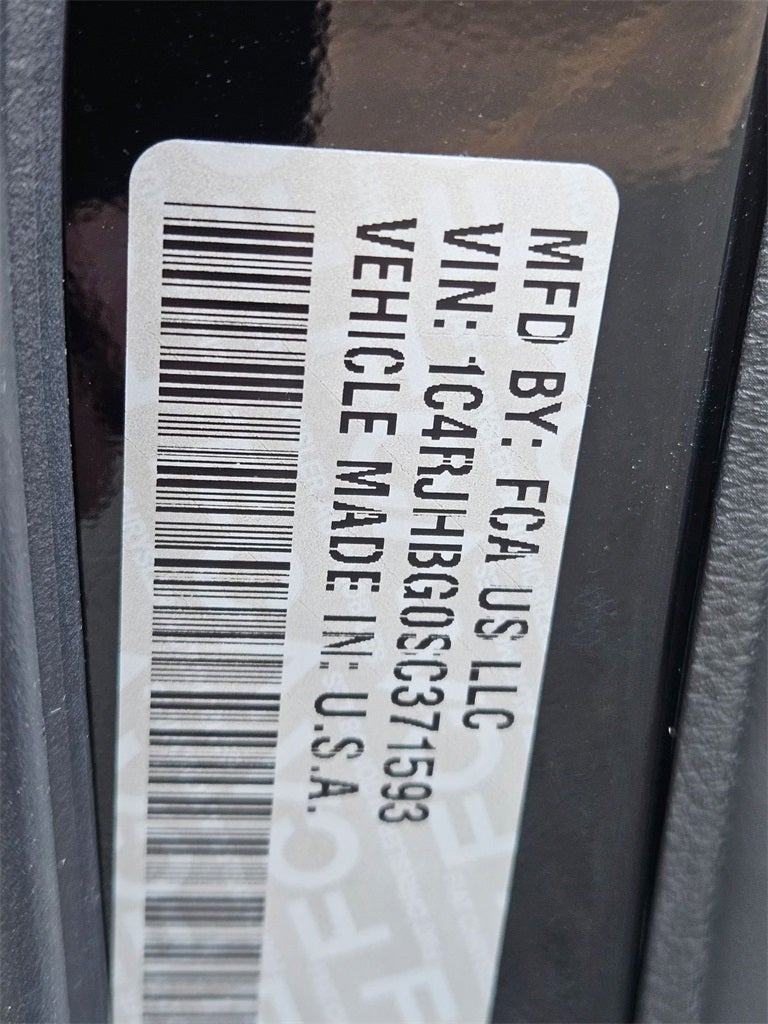 MFD BY: FCA US LLC
VIN: 1C4RJHBG0SC371593
VEHICLE MADE IN: U.S.A.